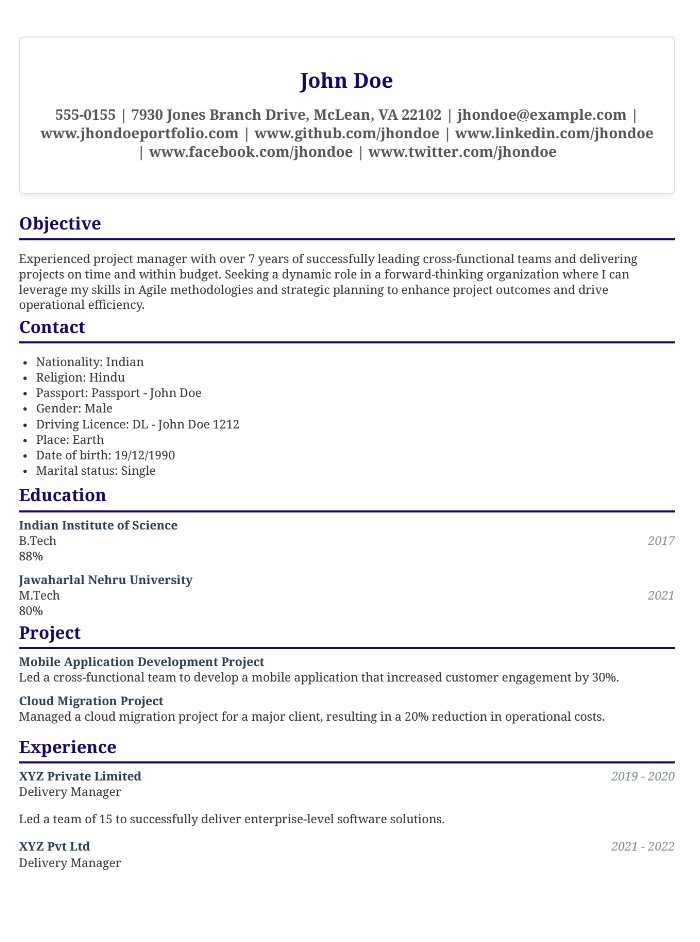 John Doe
555-0155 | 7930 Jones Branch Drive, McLean, VA 22102 | jhondoe@example.com |
www.jhondoeportfolio.com | www.github.com/jhondoe | www.linkedin.com/jhondoe
| www.facebook.com/jhondoe | www.twitter.com/jhondoe
Objective
Experienced project manager with over 7 years of successfully leading cross-functional teams and delivering
projects on time and within budget. Seeking a dynamic role in a forward-thinking organization where I can
leverage my skills in Agile methodologies and strategic planning to enhance project outcomes and drive
operational efficiency.
Contact
• Nationality: Indian
• Religion: Hindu
• Passport: Passport - John Doe
• Gender: Male
• Driving Licence: DL - John Doe 1212
• Place: Earth
• Date of birth: 19/12/1990
• Marital status: Single
Education
Indian Institute of Science
B.Tech 2017
88%
Jawaharlal Nehru University
M.Tech 2021
80%
Project
Mobile Application Development Project
Led a cross-functional team to develop a mobile application that increased customer engagement by 30%.
Cloud Migration Project
Managed a cloud migration project for a major client, resulting in a 20% reduction in operational costs.
Experience
XYZ Private Limited 2019 - 2020
Delivery Manager
Led a team of 15 to successfully deliver enterprise-level software solutions.
XYZ Pvt Ltd 2021 - 2022
Delivery Manager